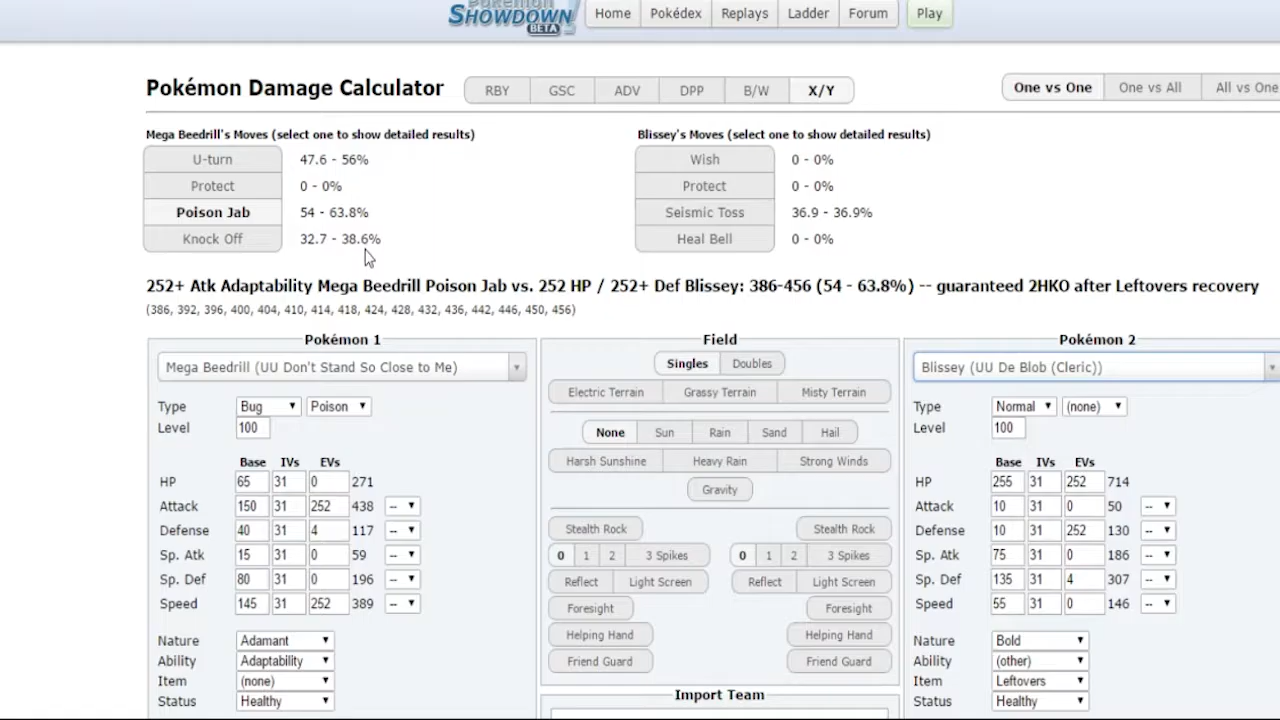 Pokémon
SHOWDOWN!
BETA
Home Pokédex Replays Ladder Forum Play
Pokémon Damage Calculator RBY GSC ADV DPP B/W X/Y One vs One One vs All All vs One
Mega Beedrill's Moves (select one to show detailed results) Blissey's Moves (select one to show detailed results)
U-turn 47.6 - 56% Wish 0 - 0%
Protect 0 - 0% Protect 0 - 0%
Poison Jab 54 - 63.8% Seismic Toss 36.9 - 36.9%
Knock Off 32.7 - 38.6% Heal Bell 0 - 0%
252+ Atk Adaptability Mega Beedrill Poison Jab vs. 252 HP / 252+ Def Blissey: 386-456 (54 - 63.8%) -- guaranteed 2HKO after Leftovers recovery
(386, 392, 396, 400, 404, 410, 414, 418, 424, 428, 432, 436, 442, 446, 450, 456)
Pokémon 1 Field Pokémon 2
Mega Beedrill (UU Don't Stand So Close to Me) Singles Doubles Blissey (UU De Blob (Cleric))
Electric Terrain Grassy Terrain Misty Terrain
Type Bug Poison Type Normal (none)
Level 100 None Sun Rain Sand Hail Level 100
Base IVs EVs Harsh Sunshine Heavy Rain Strong Winds Base IVs EVs
HP 65 31 0 271 Gravity HP 255 31 252 714
Attack 150 31 252 438 -- Attack 10 31 0 50 --
Defense 40 31 4 117 -- Stealth Rock Stealth Rock Defense 10 31 252 130 --
Sp. Atk 15 31 0 59 -- 0 1 2 3 Spikes 0 1 2 3 Spikes Sp. Atk 75 31 0 186 --
Sp. Def 80 31 0 196 -- Reflect Light Screen Reflect Light Screen Sp. Def 135 31 4 307 --
Speed 145 31 252 389 -- Foresight Foresight Speed 55 31 0 146 --
Nature Adamant Helping Hand Helping Hand Nature Bold
Ability Adaptability Friend Guard Friend Guard Ability (other)
Item (none) Item Leftovers
Status Healthy Import Team Status Healthy